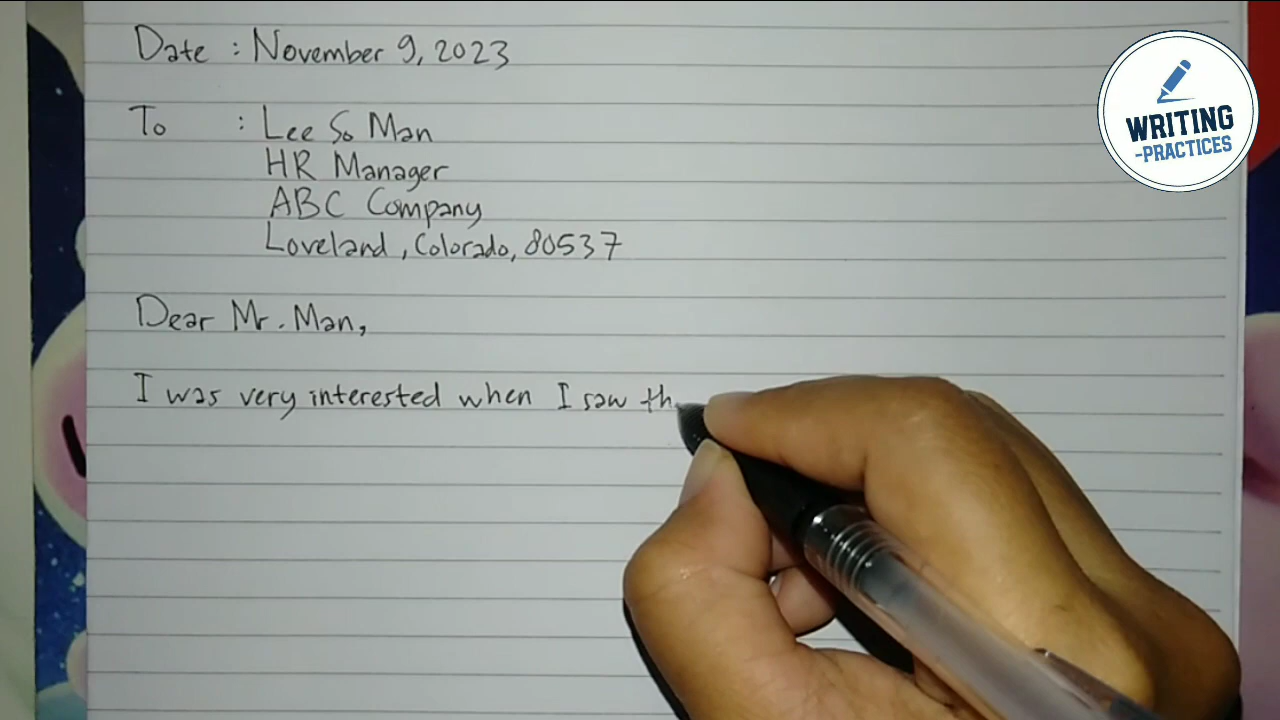 Date : November 9, 2023
To : Lee So Man
HR Manager
ABC Company
Loveland, Colorado, 80537
Dear Mr. Man,
I was very interested when I saw th
WRITING
-PRACTICES